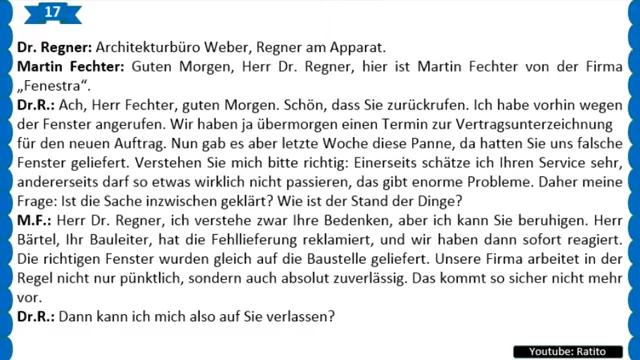 17
Dr. Regner: Architekturbüro Weber, Regner am Apparat.
Martin Fechter: Guten Morgen, Herr Dr. Regner, hier ist Martin Fechter von der Firma
„Fenestra“.
Dr.R.: Ach, Herr Fechter, guten Morgen. Schön, dass Sie zurückrufen. Ich habe vorhin wegen
der Fenster angerufen. Wir haben ja übermorgen einen Termin zur Vertragsunterzeichnung
für den neuen Auftrag. Nun gab es aber letzte Woche diese Panne, da hatten Sie uns falsche
Fenster geliefert. Verstehen Sie mich bitte richtig: Einerseits schätze ich Ihren Service sehr,
andererseits darf so etwas wirklich nicht passieren, das gibt enorme Probleme. Daher meine
Frage: Ist die Sache inzwischen geklärt? Wie ist der Stand der Dinge?
M.F.: Herr Dr. Regner, ich verstehe zwar Ihre Bedenken, aber ich kann Sie beruhigen. Herr
Bärtel, Ihr Bauleiter, hat die Fehllieferung reklamiert, und wir haben dann sofort reagiert.
Die richtigen Fenster wurden gleich auf die Baustelle geliefert. Unsere Firma arbeitet in der
Regel nicht nur pünktlich, sondern auch absolut zuverlässig. Das kommt so sicher nicht mehr
vor.
Dr.R.: Dann kann ich mich also auf Sie verlassen?
Youtube: Ratito